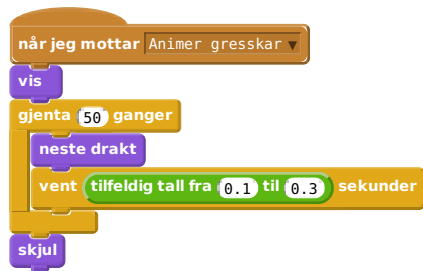 når jeg mottar Animer gresskar
vis
gjenta 50 ganger
neste drakt
vent tilfeldig tall fra 0.1 til 0.3 sekunder
skjul